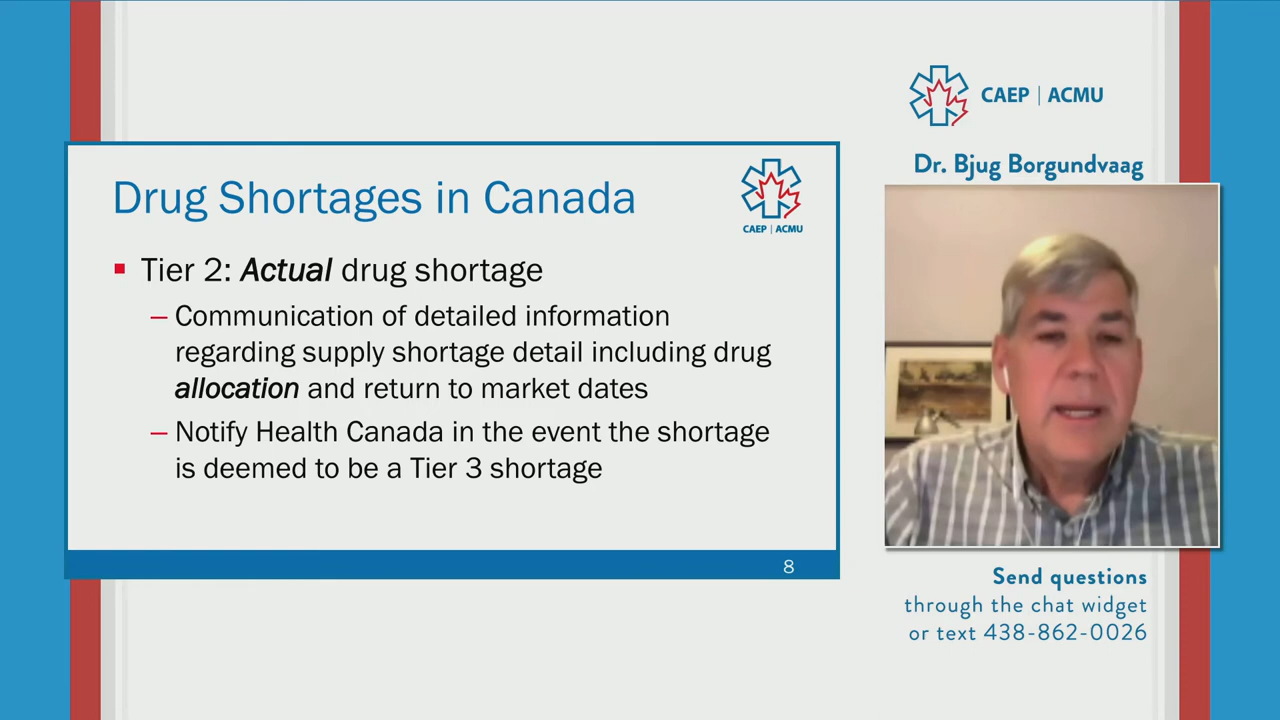 CAEP | ACMU
Dr. Bjug Borgundvaag
Drug Shortages in Canada
CAEP | ACMU
▪ Tier 2: Actual drug shortage
– Communication of detailed information
regarding supply shortage detail including drug
allocation and return to market dates
– Notify Health Canada in the event the shortage
is deemed to be a Tier 3 shortage
8
Send questions
through the chat widget
or text 438-862-0026